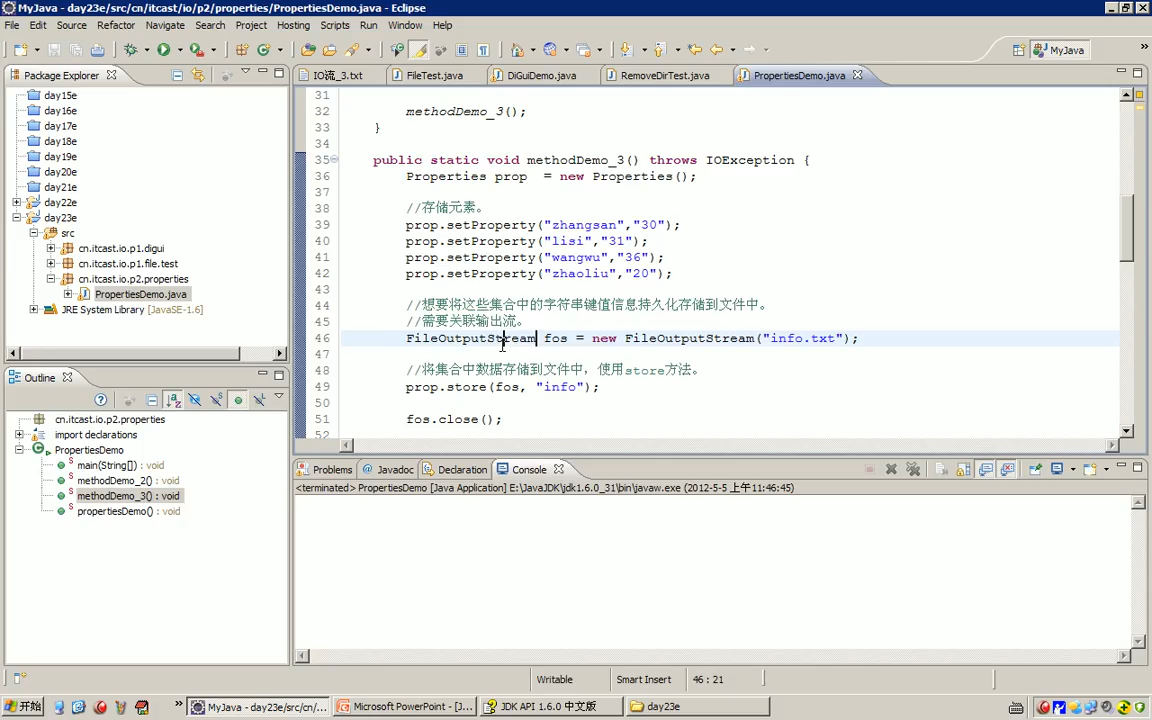 MyJava - day23e/src/cn/itcast/io/p2/properties/PropertiesDemo.java - Eclipse
File Edit Source Refactor Navigate Search Project Hosting Scripts Run Window Help
MyJava
Package Explorer
day15e
day16e
day17e
day18e
day19e
day20e
day21e
day22e
day23e
src
cn.itcast.io.p1.digui
cn.itcast.io.p1.file.test
cn.itcast.io.p2.properties
PropertiesDemo.java
JRE System Library [JavaSE-1.6]
Outline
cn.itcast.io.p2.properties
import declarations
PropertiesDemo
main(String[]) : void
methodDemo_2() : void
methodDemo_3() : void
propertiesDemo() : void
IO流_3.txt FileTest.java DiGuiDemo.java RemoveDirTest.java PropertiesDemo.java
31
32 methodDemo_3();
33 }
34
35 public static void methodDemo_3() throws IOException {
36 Properties prop = new Properties();
37
38 //存储元素。
39 prop.setProperty("zhangsan","30");
40 prop.setProperty("lisi","31");
41 prop.setProperty("wangwu","36");
42 prop.setProperty("zhaoliu","20");
43
44 //想要将这些集合中的字符串键值信息持久化存储到文件中。
45 //需要关联输出流。
46 FileOutputStream fos = new FileOutputStream("info.txt");
47
48 //将集合中数据存储到文件中，使用store方法。
49 prop.store(fos, "info");
50
51 fos.close();
52
Problems Javadoc Declaration Console
<terminated> PropertiesDemo [Java Application] E:\JavaJDK\jdk1.6.0_31\bin\javaw.exe (2012-5-5 上午11:46:45)
Writable Smart Insert 46 : 21
开始 MyJava - day23e/src/cn/... Microsoft PowerPoint - [J... JDK API 1.6.0 中文版 day23e